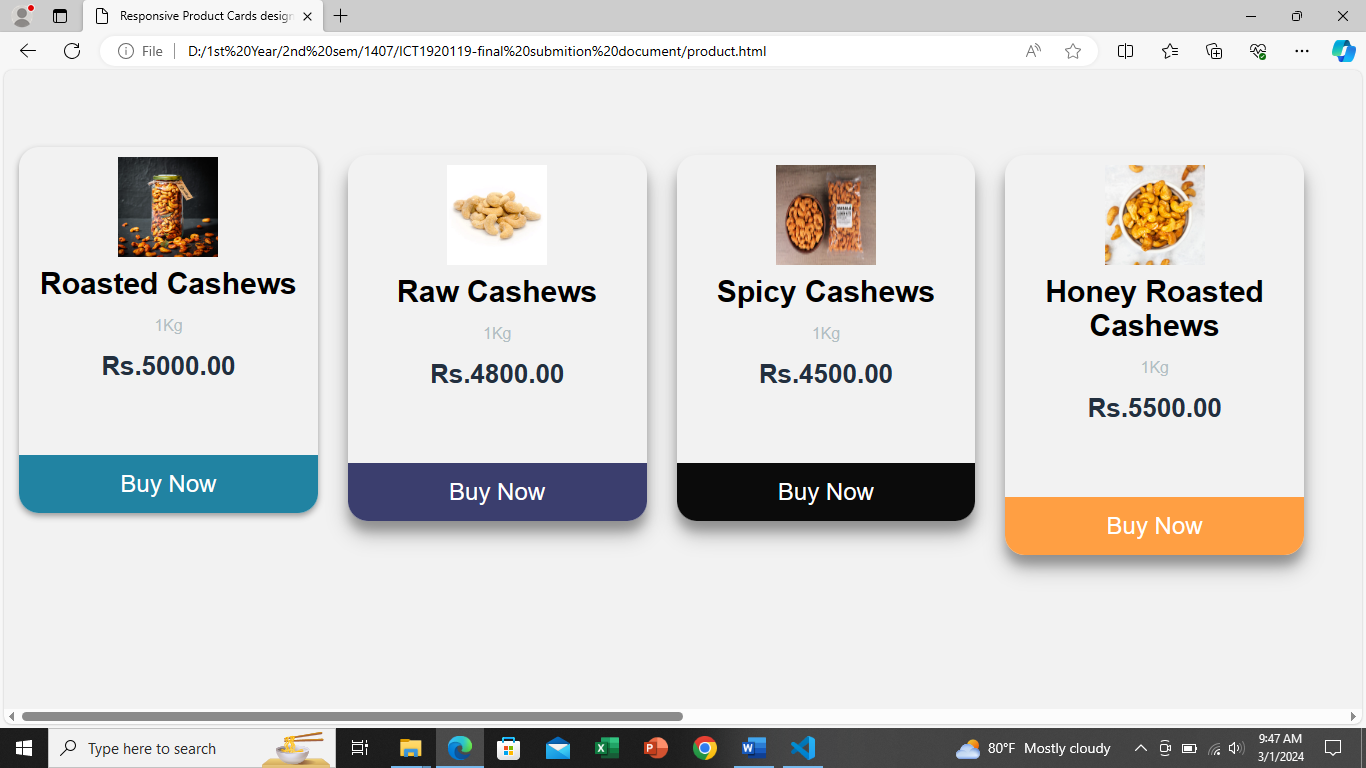 Responsive Product Cards desig
File
D:/1st%20Year/2nd%20sem/1407/ICT1920119-final%20submition%20document/product.html
Roasted Cashews
1Kg
Rs.5000.00
Buy Now
Raw Cashews
1Kg
Rs.4800.00
Buy Now
Spicy Cashews
1Kg
Rs.4500.00
Buy Now
Honey Roasted
Cashews
1Kg
Rs.5500.00
Buy Now
Type here to search
80°F Mostly cloudy
9:47 AM
3/1/2024